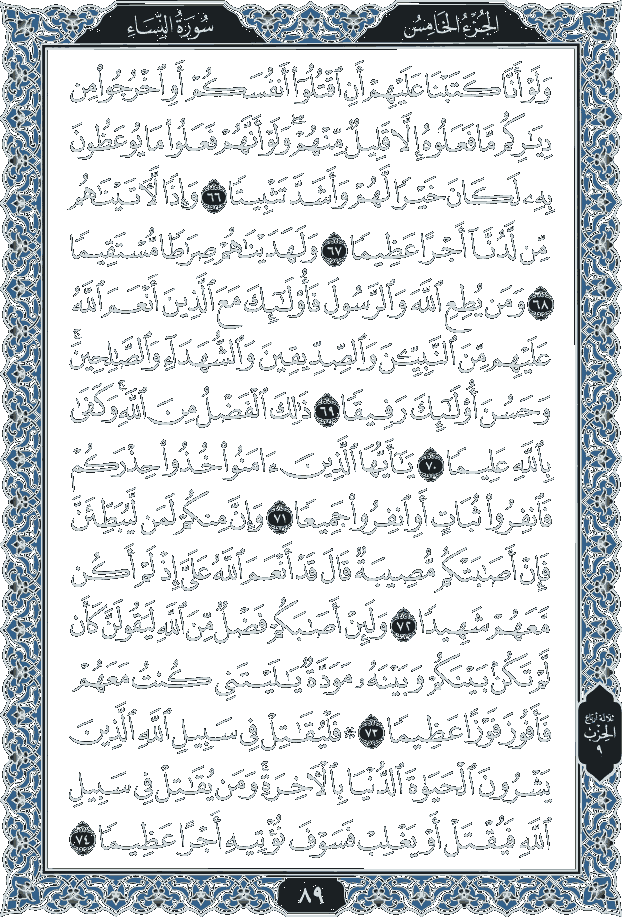 الجُزْءُ الخَامِسُ
سُورَةُ النِّسَاءِ
وَلَوْ أَنَّا كَتَبْنَا عَلَيْهِمْ أَنِ ٱقْتُلُوٓا۟ أَنفُسَكُمْ أَوِ ٱخْرُجُوا۟ مِن
دِيَٰرِكُم مَّا فَعَلُوهُ إِلَّا قَلِيلٌ مِّنْهُمْ ۖ وَلَوْ أَنَّهُمْ فَعَلُوا۟ مَا يُوعَظُونَ
بِهِۦ لَكَانَ خَيْرًا لَّهُمْ وَأَشَدَّ تَثْبِيتًا ٦٦ وَإِذًا لَّءَاتَيْنَٰهُم
مِّن لَّدُنَّآ أَجْرًا عَظِيمًا ٦٧ وَلَهَدَيْنَٰهُمْ صِرَٰطًا مُّسْتَقِيمًا
٦٨ وَمَن يُطِعِ ٱللَّهَ وَٱلرَّسُولَ فَأُو۟لَٰٓئِكَ مَعَ ٱلَّذِينَ أَنْعَمَ ٱللَّهُ
عَلَيْهِم مِّنَ ٱلنَّبِيِّۦنَ وَٱلصِّدِّيقِينَ وَٱلشُّهَدَآءِ وَٱلصَّٰلِحِينَ ۚ
وَحَسُنَ أُو۟لَٰٓئِكَ رَفِيقًا ٦٩ ذَٰلِكَ ٱلْفَضْلُ مِنَ ٱللَّهِ ۚ وَكَفَىٰ
بِٱللَّهِ عَلِيمًا ٧٠ يَٰٓأَيُّهَا ٱلَّذِينَ ءَامَنُوا۟ خُذُوا۟ حِذْرَكُمْ
فَٱنفِرُوا۟ ثُبَاتٍ أَوِ ٱنفِرُوا۟ جَمِيعًا ٧١ وَإِنَّ مِنكُمْ لَمَن لَّيُبَطِّئَنَّ
فَإِنْ أَصَٰبَتْكُم مُّصِيبَةٌ قَالَ قَدْ أَنْعَمَ ٱللَّهُ عَلَىَّ إِذْ لَمْ أَكُن
مَّعَهُمْ شَهِيدًا ٧٢ وَلَئِنْ أَصَٰبَكُمْ فَضْلٌ مِّنَ ٱللَّهِ لَيَقُولَنَّ كَأَن
لَّمْ تَكُنۢ بَيْنَكُمْ وَبَيْنَهُۥ مَوَدَّةٌ يَٰلَيْتَنِى كُنتُ مَعَهُمْ
فَأَفُوزَ فَوْزًا عَظِيمًا ٧٣ ۞ فَلْيُقَٰتِلْ فِى سَبِيلِ ٱللَّهِ ٱلَّذِينَ
يَشْرُونَ ٱلْحَيَوٰةَ ٱلدُّنْيَا بِٱلْءَاخِرَةِ ۚ وَمَن يُقَٰتِلْ فِى سَبِيلِ
ٱللَّهِ فَيُقْتَلْ أَوْ يَغْلِبْ فَسَوْفَ نُؤْتِيهِ أَجْرًا عَظِيمًا ٧٤
ثلاثة أرباع
الحزب
٩
٨٩